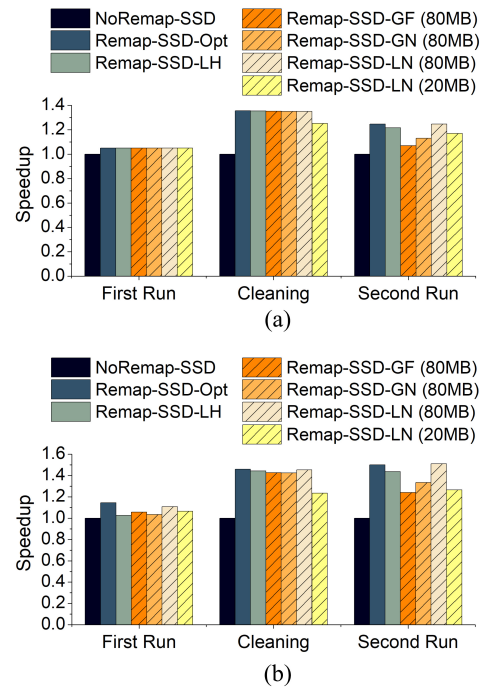 NoRemap-SSD
Remap-SSD-Opt
Remap-SSD-LH
Remap-SSD-GF (80MB)
Remap-SSD-GN (80MB)
Remap-SSD-LN (80MB)
Remap-SSD-LN (20MB)
Speedup
1.4
1.2
1.0
0.8
0.6
0.4
0.2
0.0
First Run Cleaning Second Run
(a)
NoRemap-SSD
Remap-SSD-Opt
Remap-SSD-LH
Remap-SSD-GF (80MB)
Remap-SSD-GN (80MB)
Remap-SSD-LN (80MB)
Remap-SSD-LN (20MB)
Speedup
1.6
1.4
1.2
1.0
0.8
0.6
0.4
0.2
0.0
First Run Cleaning Second Run
(b)